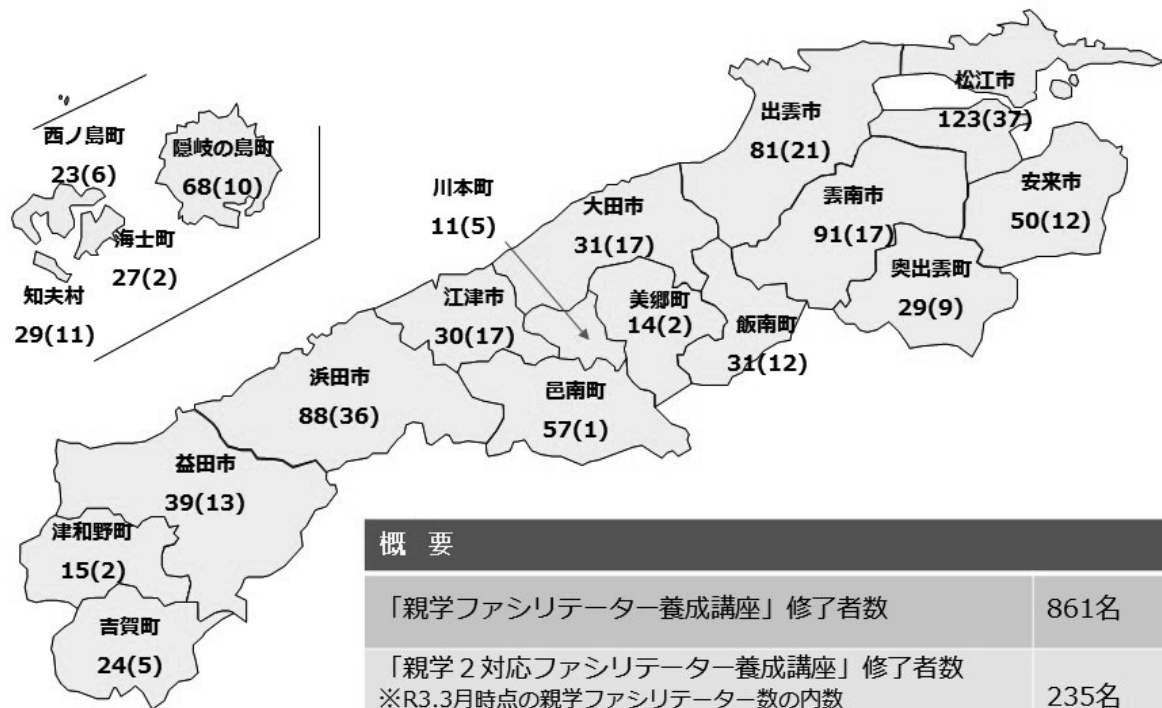 西ノ島町
23(6)
隠岐の島町
68(10)
海士町
27(2)
知夫村
29(11)
松江市
123(37)
出雲市
81(21)
安来市
50(12)
雲南市
91(17)
奥出雲町
29(9)
川本町
11(5)
大田市
31(17)
美郷町
14(2)
飯南町
31(12)
江津市
30(17)
邑南町
57(1)
浜田市
88(36)
益田市
39(13)
津和野町
15(2)
吉賀町
24(5)
概 要
「親学ファシリテーター養成講座」修了者数 861名
「親学2対応ファシリテーター養成講座」修了者数
※R3.3月時点の親学ファシリテーター数の内数 235名